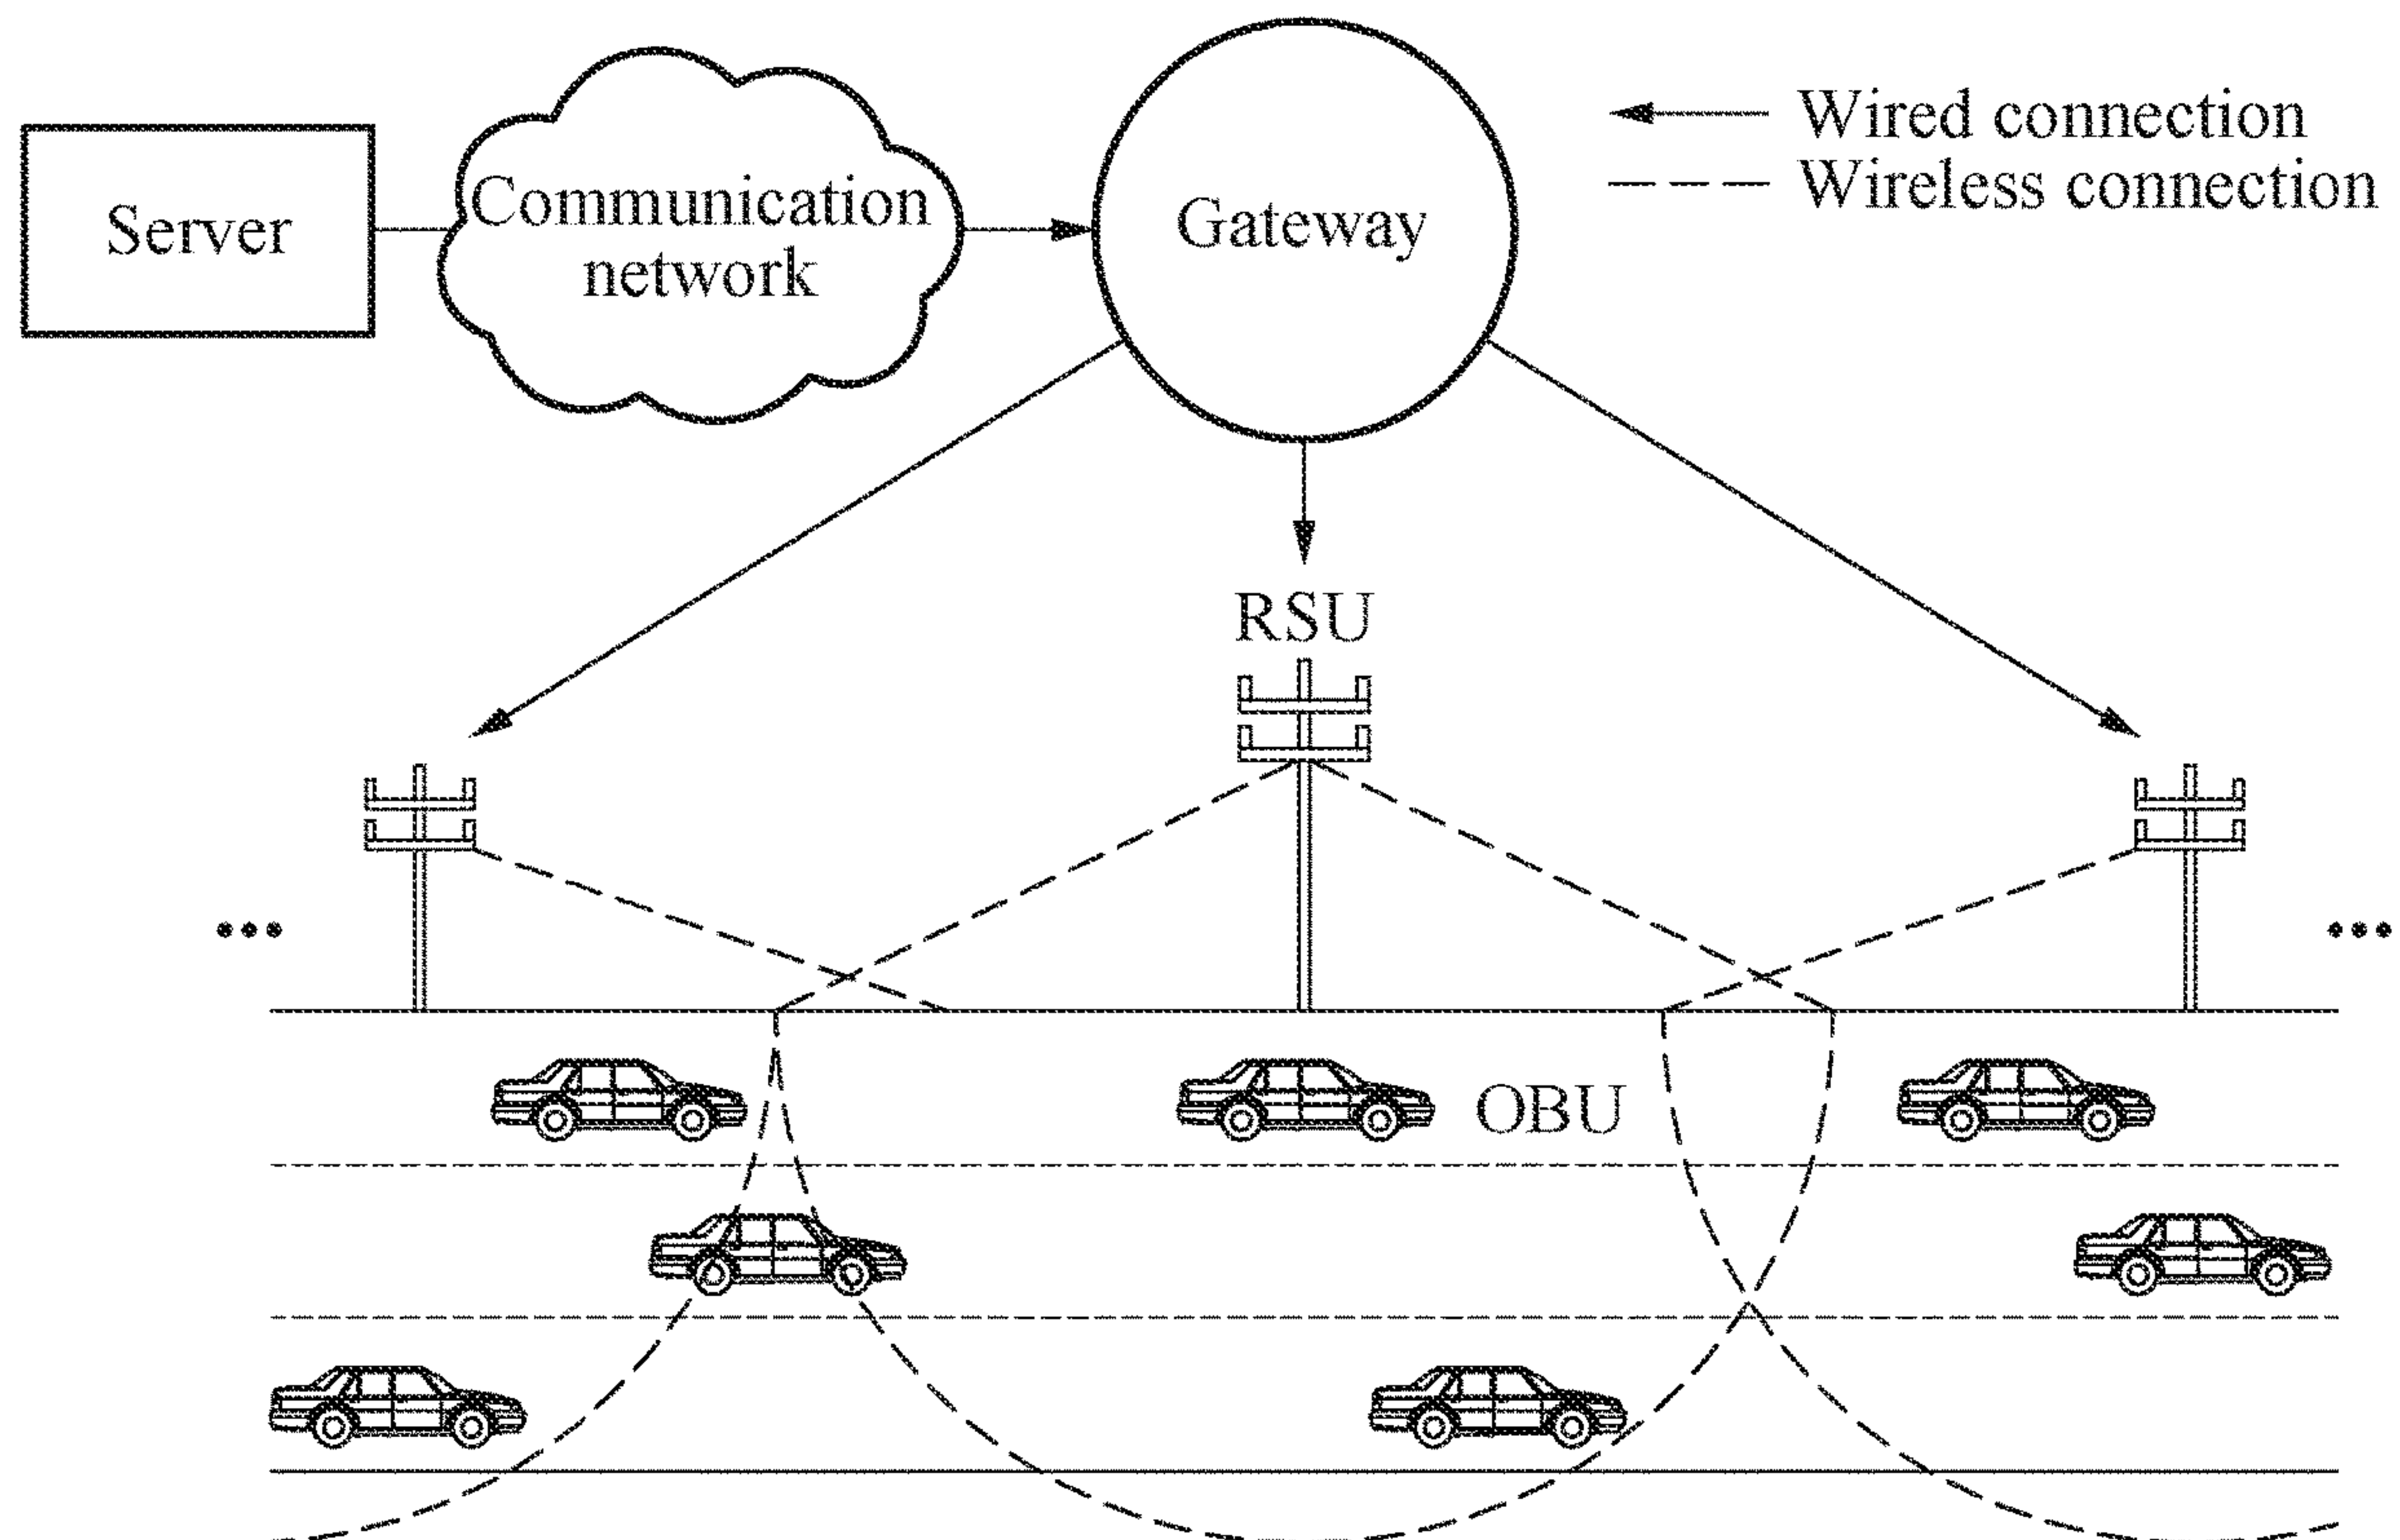 Server
Communication
network
Gateway
Wired connection
Wireless connection
RSU
OBU